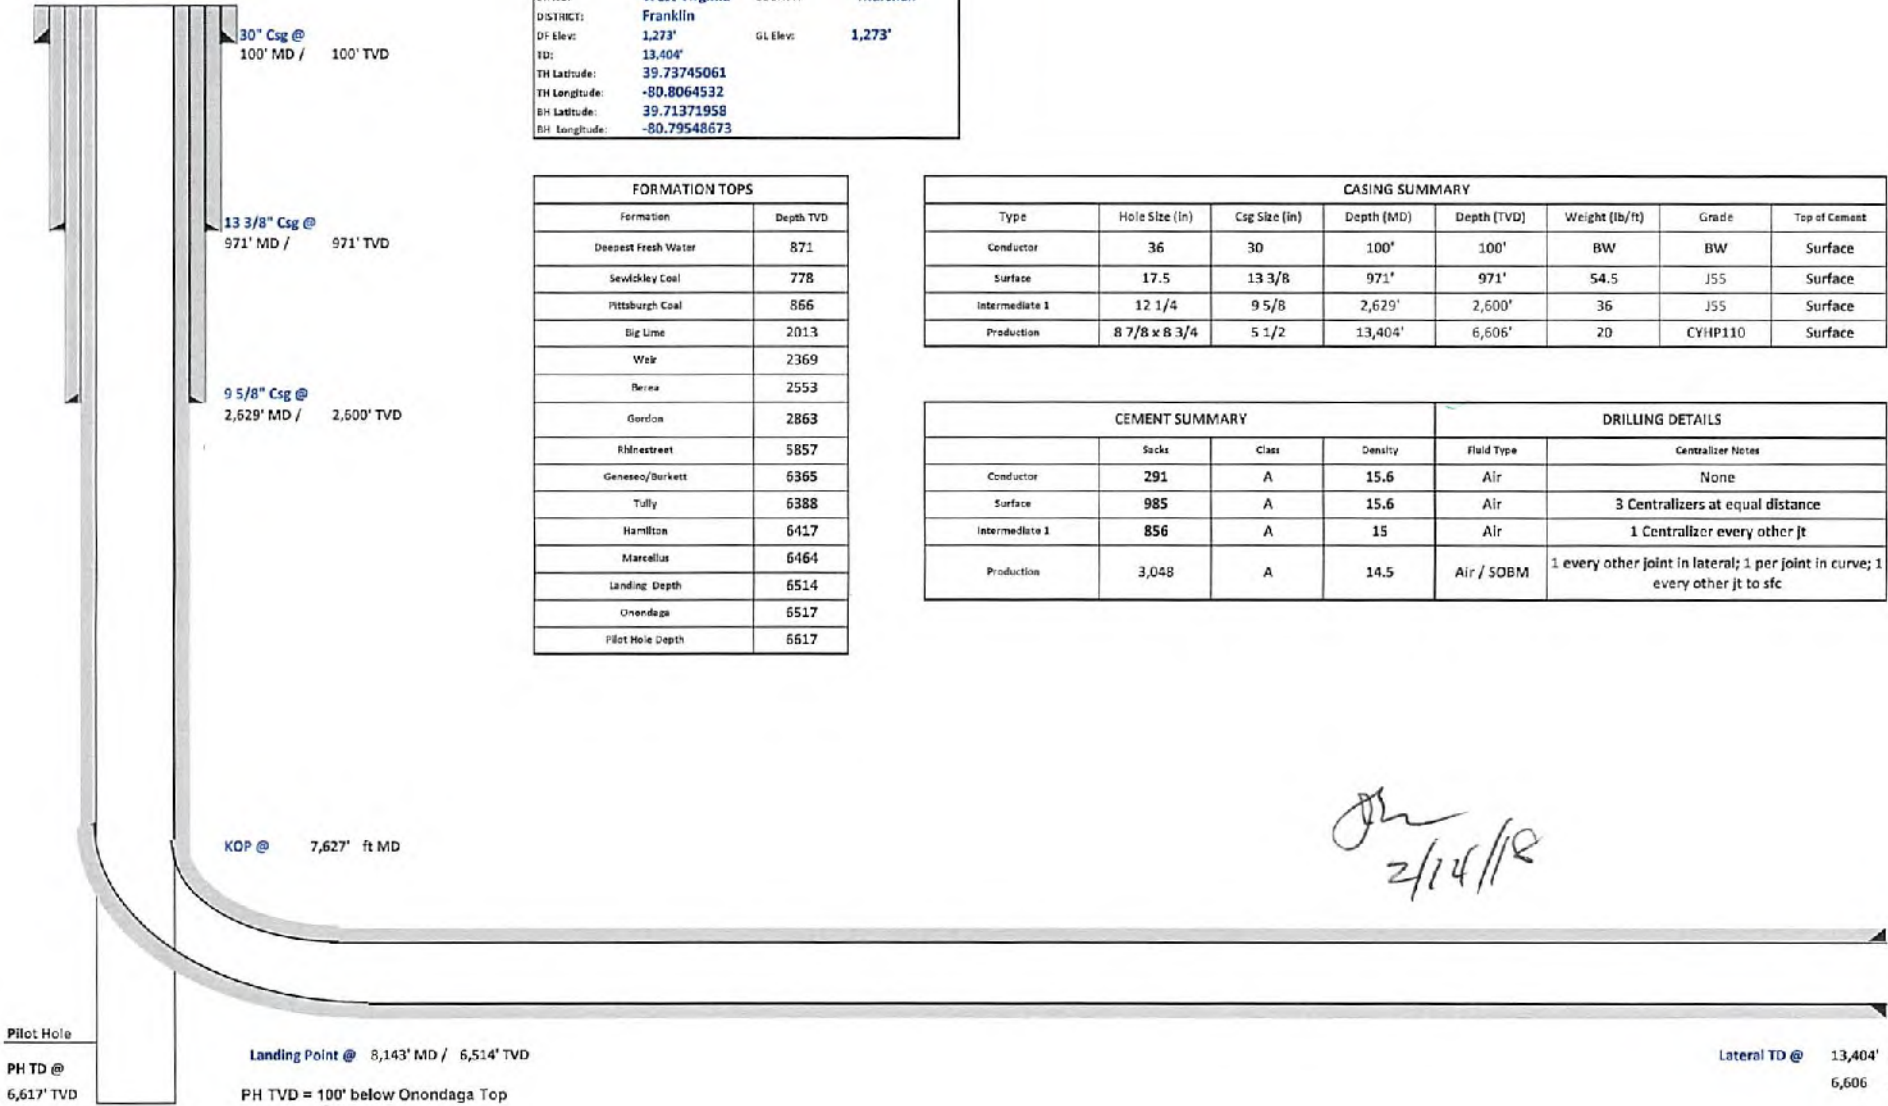 DISTRICT: Franklin
DF Elev: 1,273' GL Elev: 1,273'
TD: 13,404'
TH Latitude: 39.73745061
TH Longitude: -80.8064532
BH Latitude: 39.71371958
BH Longitude: -80.79548673
30" Csg @
100' MD / 100' TVD
13 3/8" Csg @
971' MD / 971' TVD
9 5/8" Csg @
2,629' MD / 2,600' TVD
FORMATION TOPS
Formation Depth TVD
Deepest Fresh Water 871
Sewickley Coal 778
Pittsburgh Coal 866
Big Lime 2013
Weir 2369
Berea 2553
Gordon 2863
Rhinestreet 5857
Geneseo/Burkett 6365
Tully 6388
Hamilton 6417
Marcellus 6464
Landing Depth 6514
Onondaga 6517
Pilot Hole Depth 6617
CASING SUMMARY
Type Hole Size (in) Csg Size (in) Depth (MD) Depth (TVD) Weight (lb/ft) Grade Top of Cement
Conductor 36 30 100' 100' BW BW Surface
Surface 17.5 13 3/8 971' 971' 54.5 J55 Surface
Intermediate 1 12 1/4 9 5/8 2,629' 2,600' 36 J55 Surface
Production 8 7/8 x 8 3/4 5 1/2 13,404' 6,606' 20 CYHP110 Surface
CEMENT SUMMARY DRILLING DETAILS
Sacks Class Density Fluid Type Centralizer Notes
Conductor 291 A 15.6 Air None
Surface 985 A 15.6 Air 3 Centralizers at equal distance
Intermediate 1 856 A 15 Air 1 Centralizer every other jt
Production 3,048 A 14.5 Air / SOBM 1 every other joint in lateral; 1 per joint in curve; 1
every other jt to sfc
KOP @ 7,627' ft MD
2/14/18
Pilot Hole
PH TD @
6,617' TVD
Landing Point @ 8,143' MD / 6,514' TVD
PH TVD = 100' below Onondaga Top
Lateral TD @ 13,404'
6,606